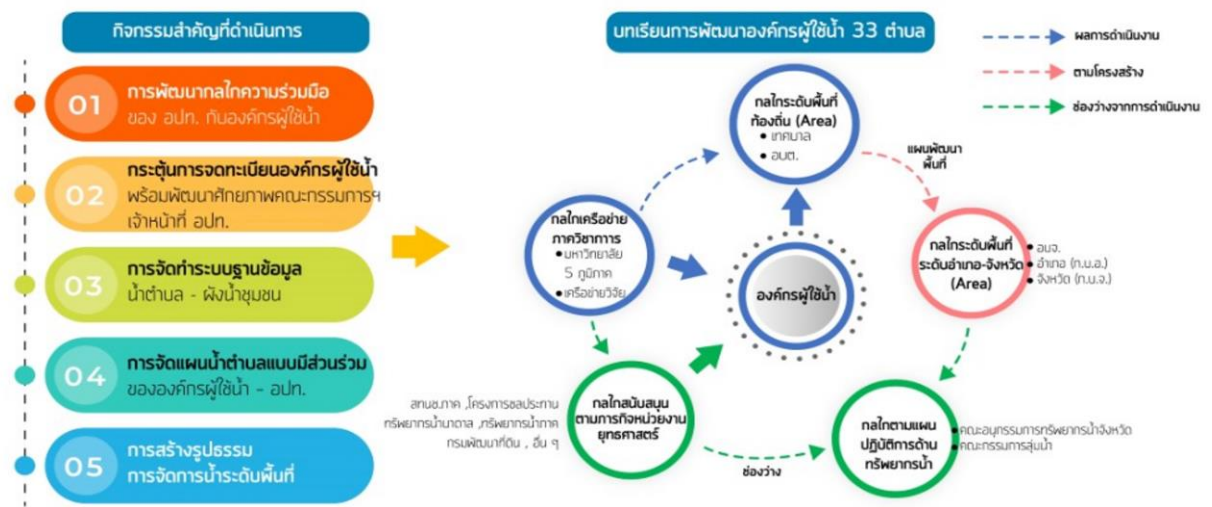 กิจกรรมสำคัญที่ดำเนินการ
01
การพัฒนากลไกความร่วมมือ
ของ อปท. กับองค์กรผู้ใช้น้ำ
02
กระตุ้นการจดทะเบียนองค์กรผู้ใช้น้ำ
พร้อมพัฒนาศักยภาพคณะกรรมการฯ
เจ้าหน้าที่ อปท.
03
การจัดทำระบบฐานข้อมูล
น้ำตำบล - ผังน้ำชุมชน
04
การจัดแผนน้ำตำบลแบบมีส่วนร่วม
ขององค์กรผู้ใช้น้ำ - อปท.
05
การสร้างรูปธรรม
การจัดการน้ำระดับพื้นที่
บทเรียนการพัฒนาองค์กรผู้ใช้น้ำ 33 ตำบล
ผลการดำเนินงาน
ตามโครงสร้าง
ช่องว่างจากการดำเนินงาน
กลไกระดับพื้นที่
ท้องถิ่น (Area)
• เทศบาล
• อบต.
แผนพัฒนา
พื้นที่
กลไกเครือข่าย
ภาควิชาการ
•มหาวิทยาลัย
5 ภูมิภาค
•เครือข่ายวิจัย
องค์กรผู้ใช้น้ำ
กลไกระดับพื้นที่
ระดับอำเภอ-จังหวัด
(Area)
• อบจ.
• อำเภอ (ก.บ.อ.)
• จังหวัด (ก.บ.จ.)
สทนช.ภาค ,โครงการชลประทาน
ทรัพยากรน้ำบาดาล ,ทรัพยากรน้ำภาค
กรมพัฒนาที่ดิน , อื่น ๆ
กลไกสนับสนุน
ตามภารกิจหน่วยงาน
ยุทธศาสตร์
ช่องว่าง
กลไกตามแผน
ปฏิบัติการด้าน
ทรัพยากรน้ำ
•คณะอนุกรรมการทรัพยากรน้ำจังหวัด
•คณะกรรมการลุ่มน้ำ